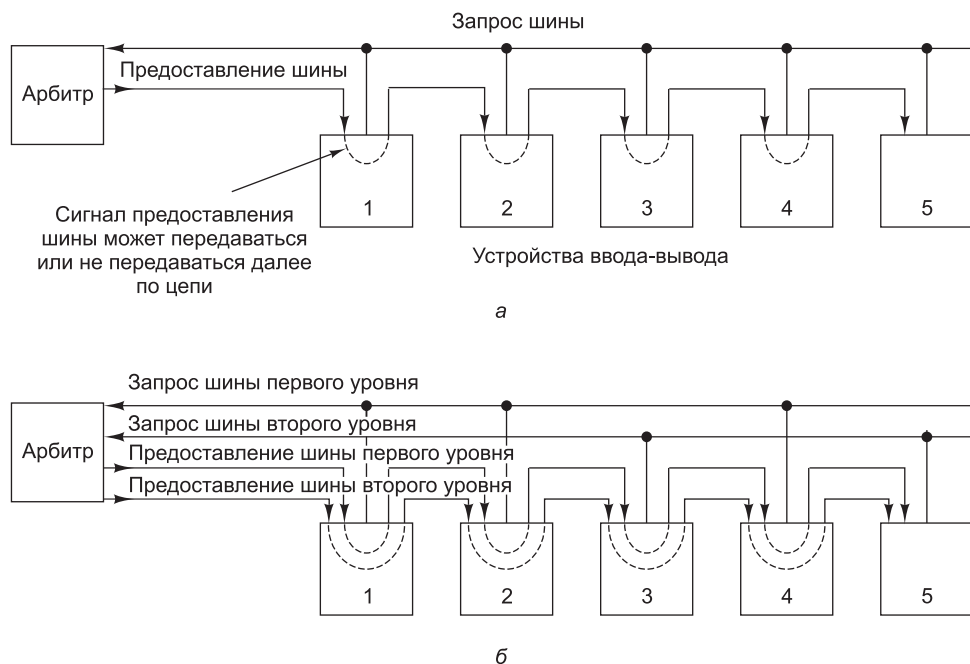 Запрос шины
Предоставление шины
Арбитр
1
2
3
4
5
Сигнал предоставления
шины может передаваться
или не передаваться далее
по цепи
Устройства ввода-вывода
а
Запрос шины первого уровня
Запрос шины второго уровня
Арбитр
Предоставление шины первого уровня
Предоставление шины второго уровня
1
2
3
4
5
б